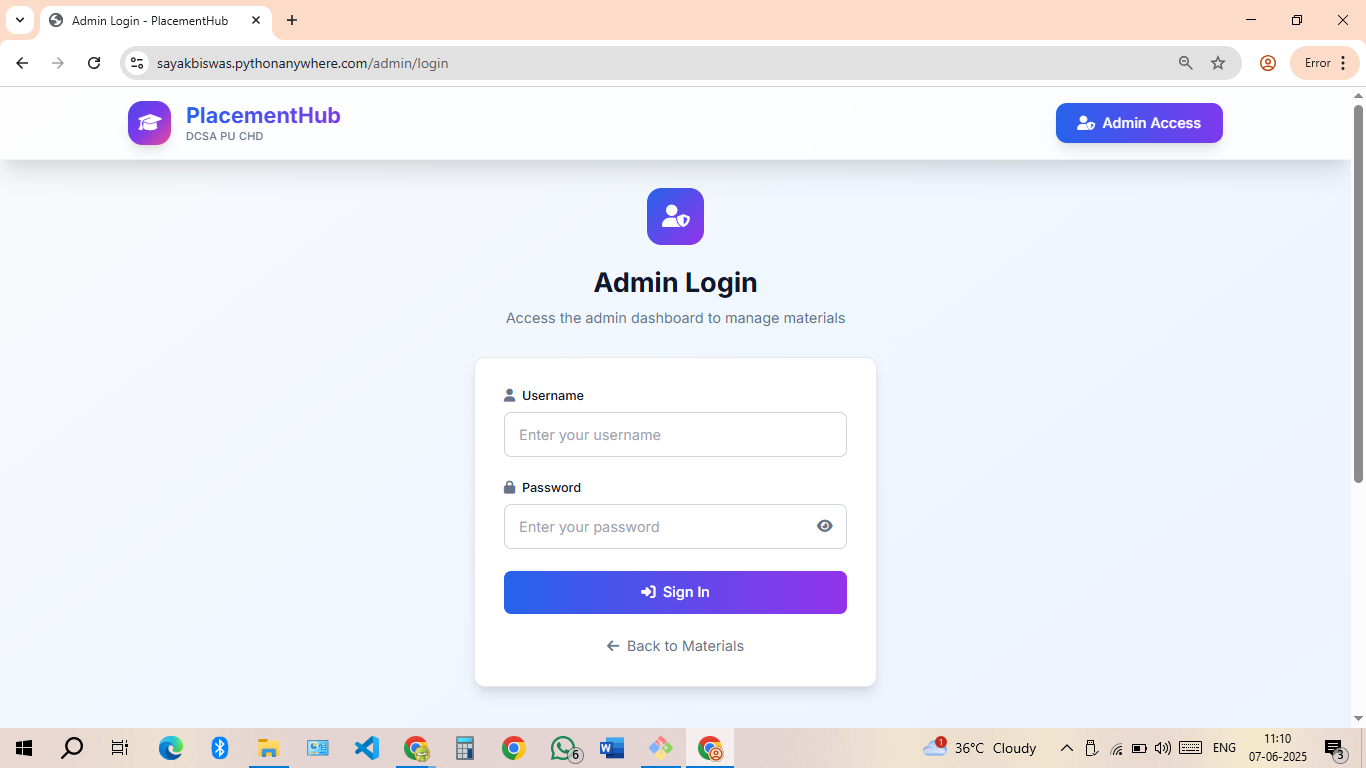 Admin Login - PlacementHub
sayakbiswas.pythonanywhere.com/admin/login
Error
PlacementHub
DCSA PU CHD
Admin Access
Admin Login
Access the admin dashboard to manage materials
Username
Enter your username
Password
Enter your password
Sign In
Back to Materials
6
1
36°C Cloudy
ENG
11:10
07-06-2025
3